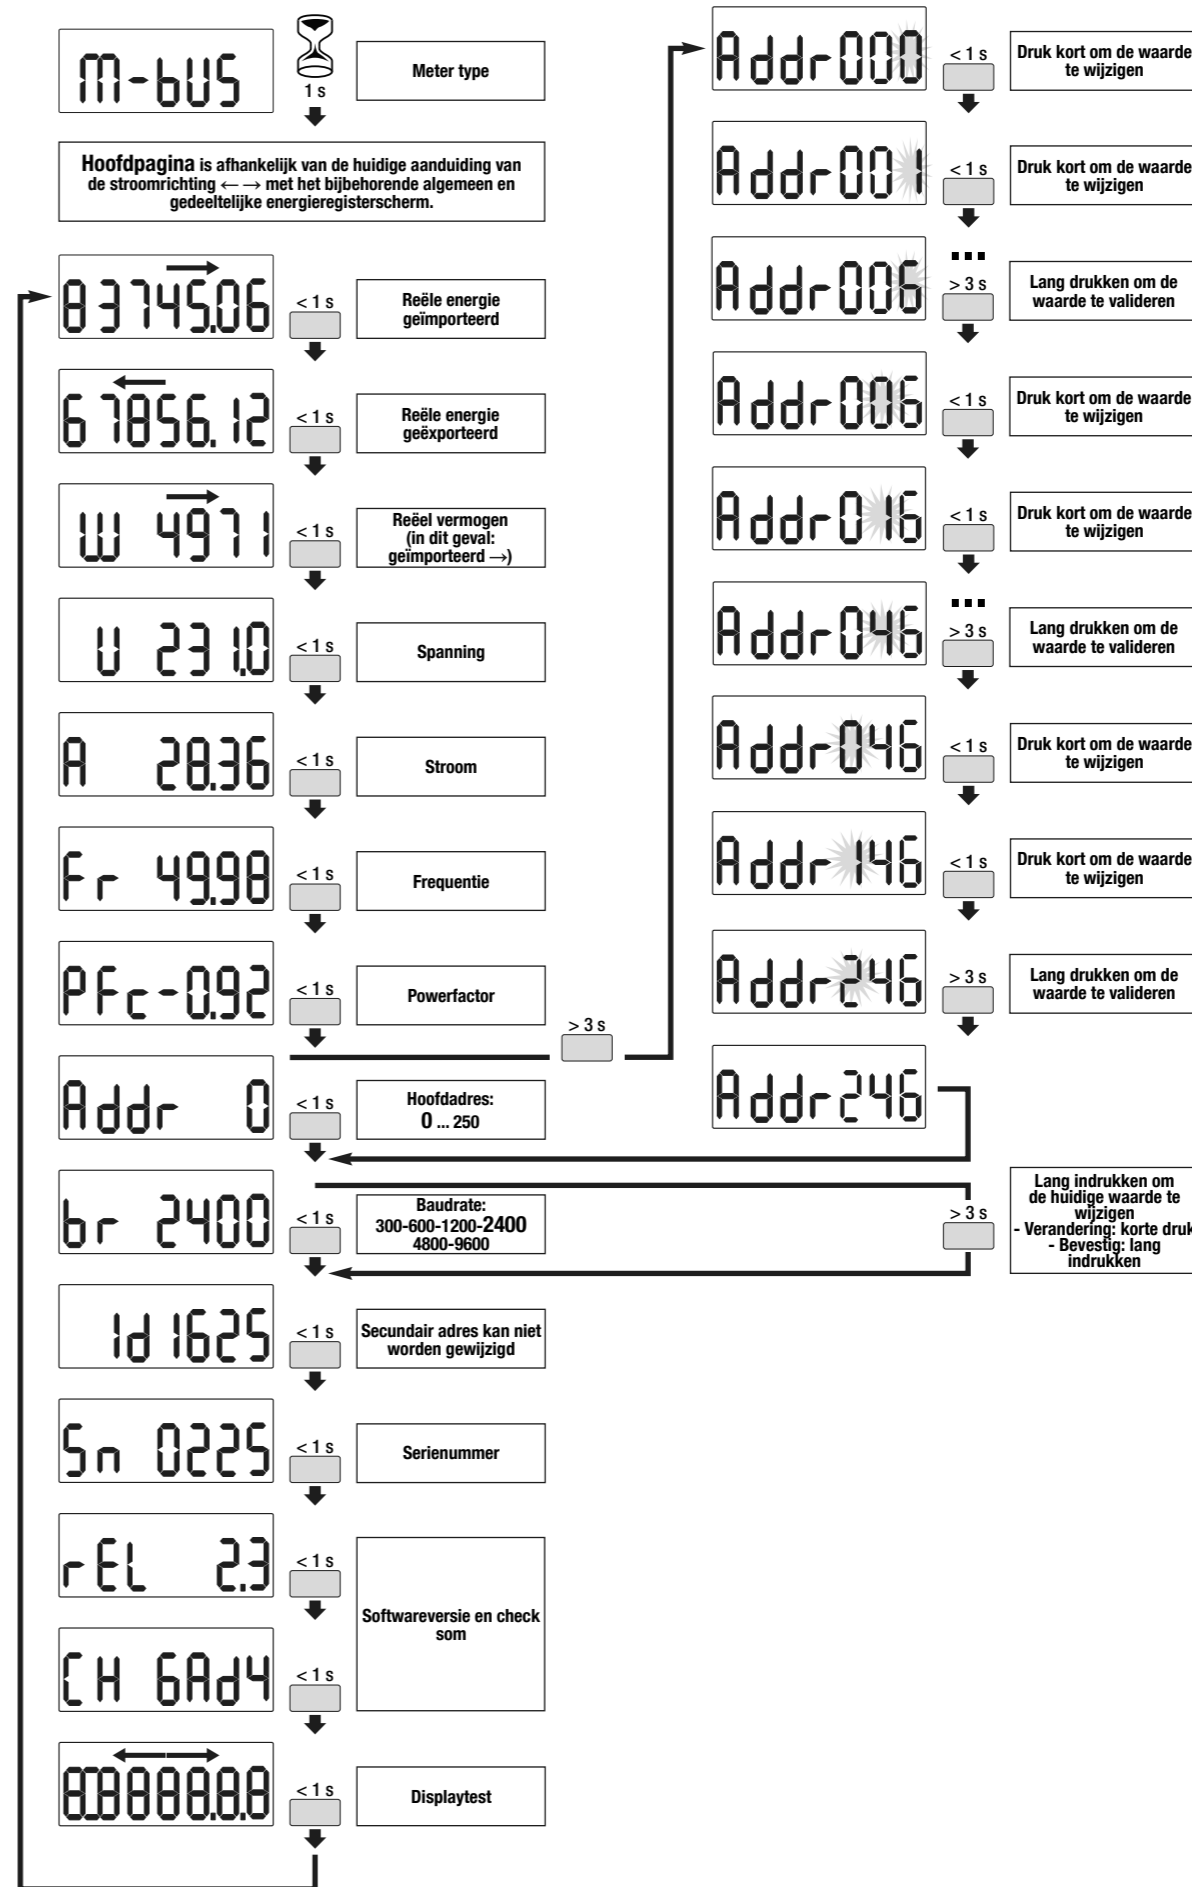 M-bUS
1 s
Meter type
Hoofdpagina is afhankelijk van de huidige aanduiding van
de stroomrichting ←→ met het bijbehorende algemeen en
gedeeltelijke energieregisterscherm.
→
83745.06
< 1 s
Reële energie
geïmporteerd
←
67856.12
< 1 s
Reële energie
geëxporteerd
→
W 4971
< 1 s
Reëel vermogen
(in dit geval:
geïmporteerd →)
U 231.0
< 1 s
Spanning
A 28.36
< 1 s
Stroom
Fr 49.98
< 1 s
Frequentie
PFc-0.92
< 1 s
Powerfactor
> 3 s
Addr 0
< 1 s
Hoofdadres:
0 ... 250
br 2400
< 1 s
Baudrate:
300-600-1200-2400
4800-9600
Id 1625
< 1 s
Secundair adres kan niet
worden gewijzigd
Sn 0225
< 1 s
Serienummer
rEL 2.3
< 1 s
Softwareversie en check
som
CH 6Ad4
< 1 s
← →
8.8.8.8.8.8.8.8
< 1 s
Displaytest
Addr000
< 1 s
Druk kort om de waarde
te wijzigen
Addr001
< 1 s
Druk kort om de waarde
te wijzigen
Addr006
...
> 3 s
Lang drukken om de
waarde te valideren
Addr006
< 1 s
Druk kort om de waarde
te wijzigen
Addr016
< 1 s
Druk kort om de waarde
te wijzigen
Addr046
...
> 3 s
Lang drukken om de
waarde te valideren
Addr046
< 1 s
Druk kort om de waarde
te wijzigen
Addr146
< 1 s
Druk kort om de waarde
te wijzigen
Addr246
> 3 s
Lang drukken om de
waarde te valideren
Addr246
> 3 s
Lang indrukken om
de huidige waarde te
wijzigen
- Verandering: korte druk
- Bevestig: lang
indrukken